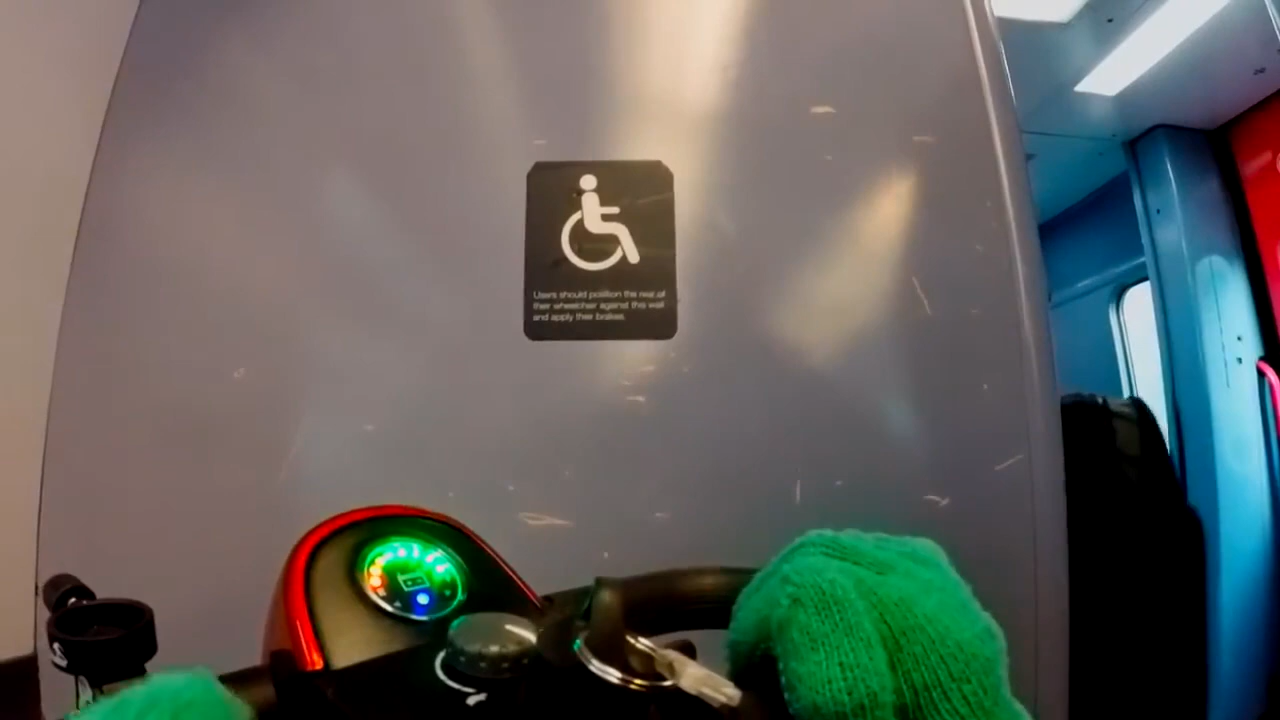 Users should position the rear of
their wheelchair against this wall
and apply their brakes.